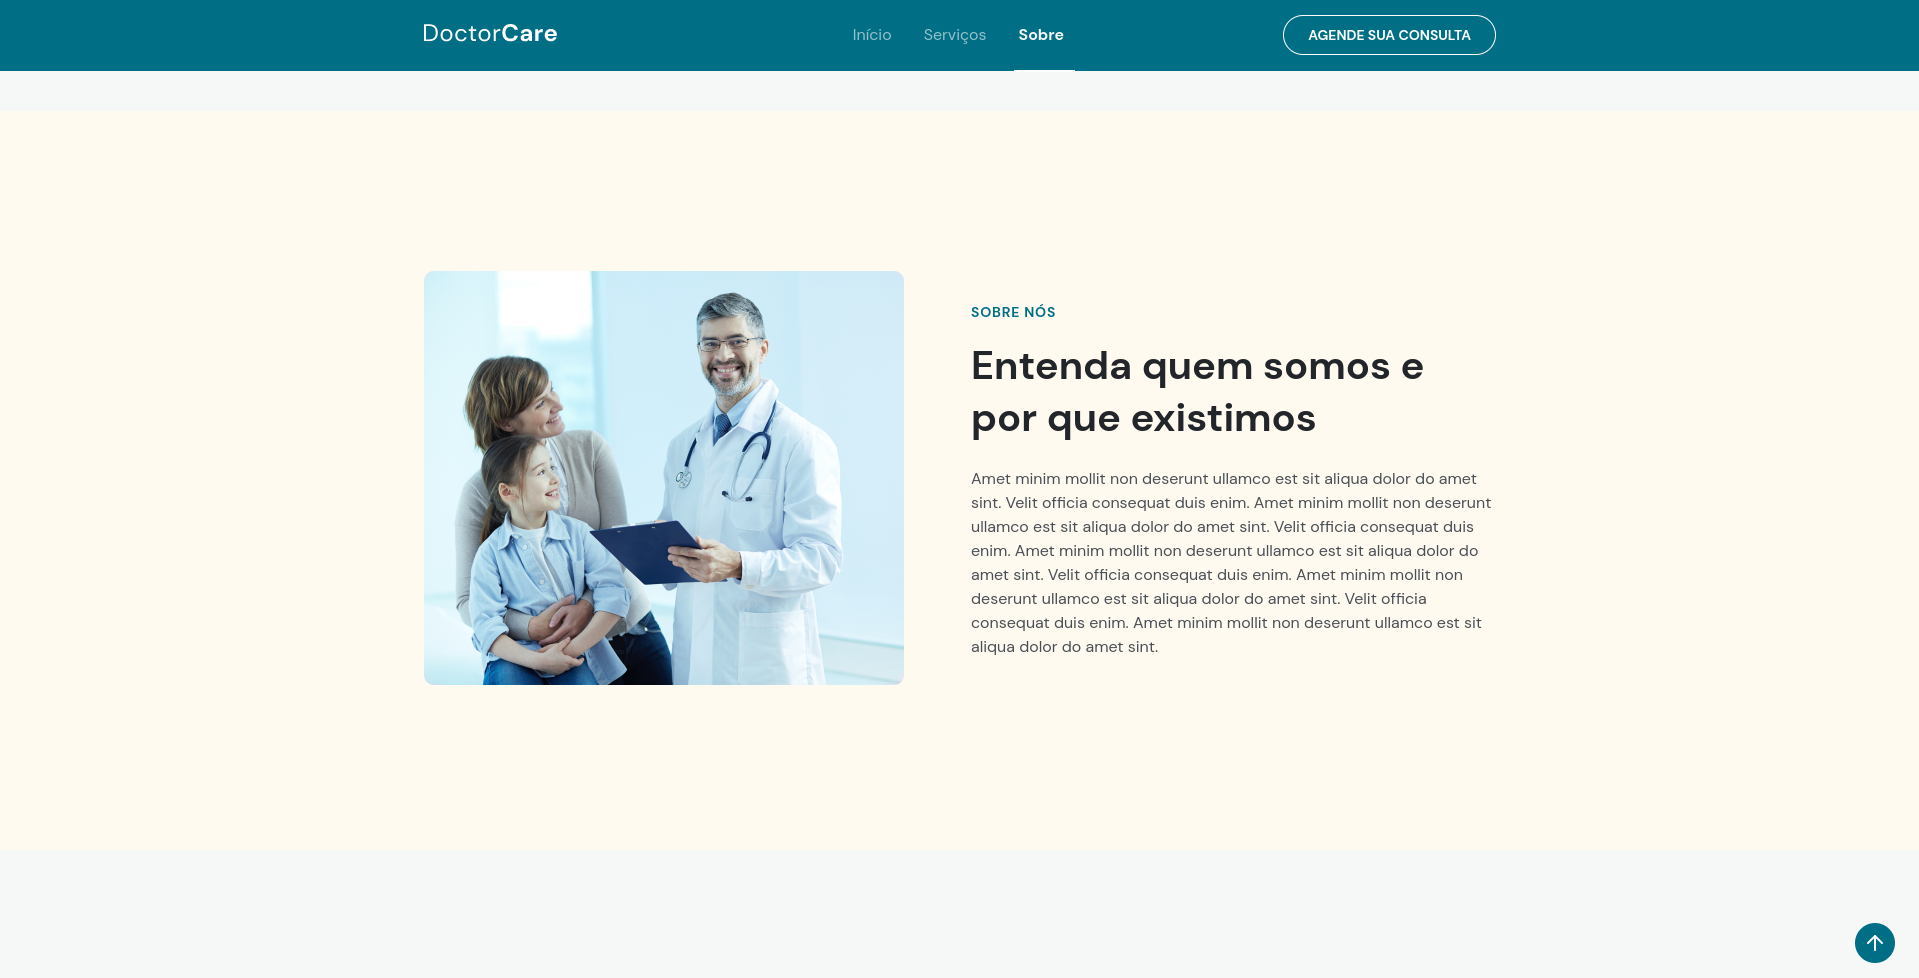 DoctorCare
Início
Serviços
Sobre
AGENDE SUA CONSULTA
SOBRE NÓS
Entenda quem somos e
por que existimos
Amet minim mollit non deserunt ullamco est sit aliqua dolor do amet
sint. Velit officia consequat duis enim. Amet minim mollit non deserunt
ullamco est sit aliqua dolor do amet sint. Velit officia consequat duis
enim. Amet minim mollit non deserunt ullamco est sit aliqua dolor do
amet sint. Velit officia consequat duis enim. Amet minim mollit non
deserunt ullamco est sit aliqua dolor do amet sint. Velit officia
consequat duis enim. Amet minim mollit non deserunt ullamco est sit
aliqua dolor do amet sint.